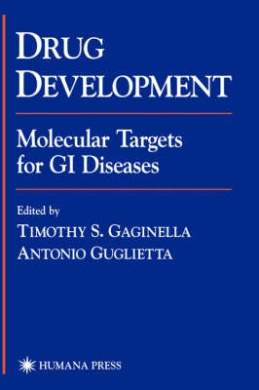 DRUG
DEVELOPMENT
Molecular Targets
for GI Diseases
Edited by
TIMOTHY S. GAGINELLA
ANTONIO GUGLIETTA
HUMANA PRESS